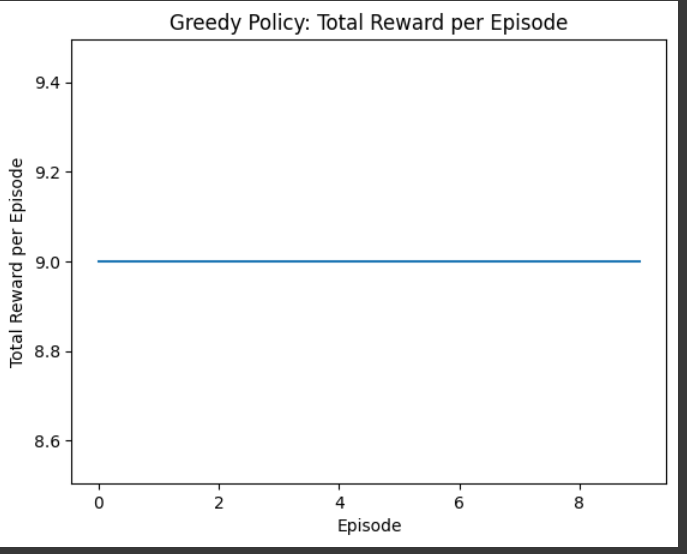 Greedy Policy: Total Reward per Episode
Total Reward per Episode
9.4
9.2
9.0
8.8
8.6
0 2 4 6 8
Episode